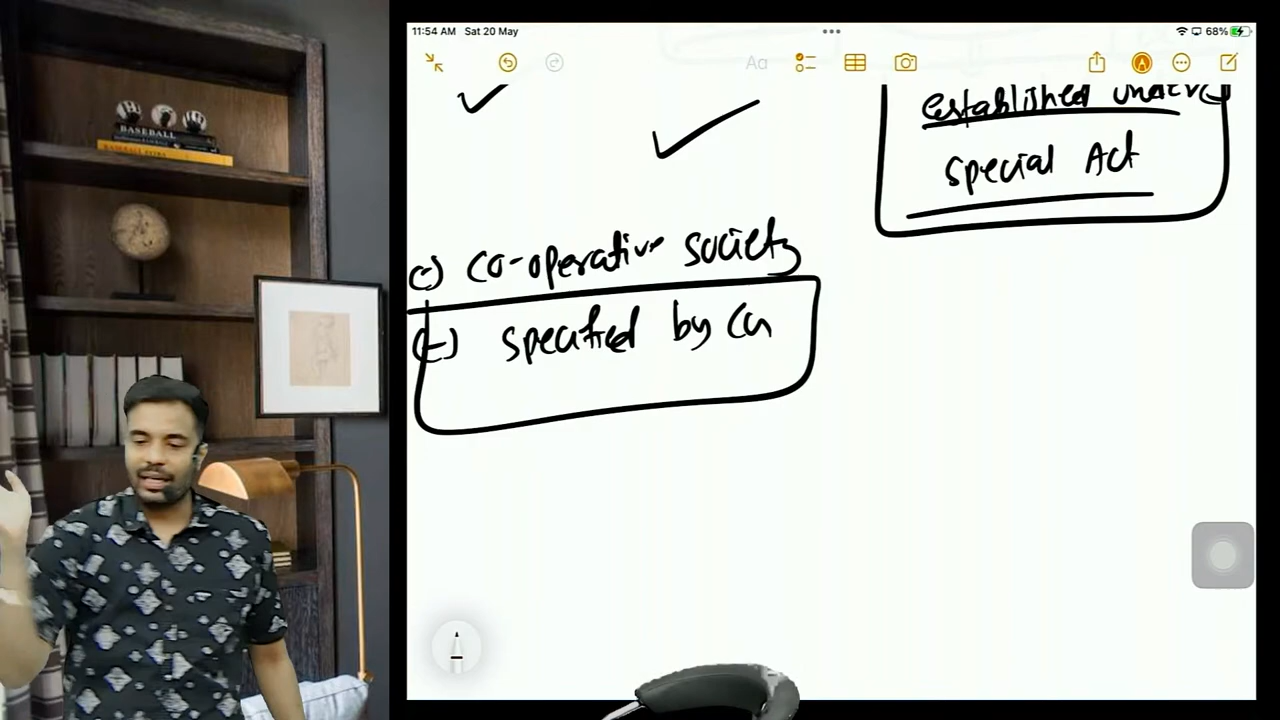 11:54 AM Sat 20 May
68%
Aa
established under
special Act
c) co-operative society
specified by CG
BASEBALL